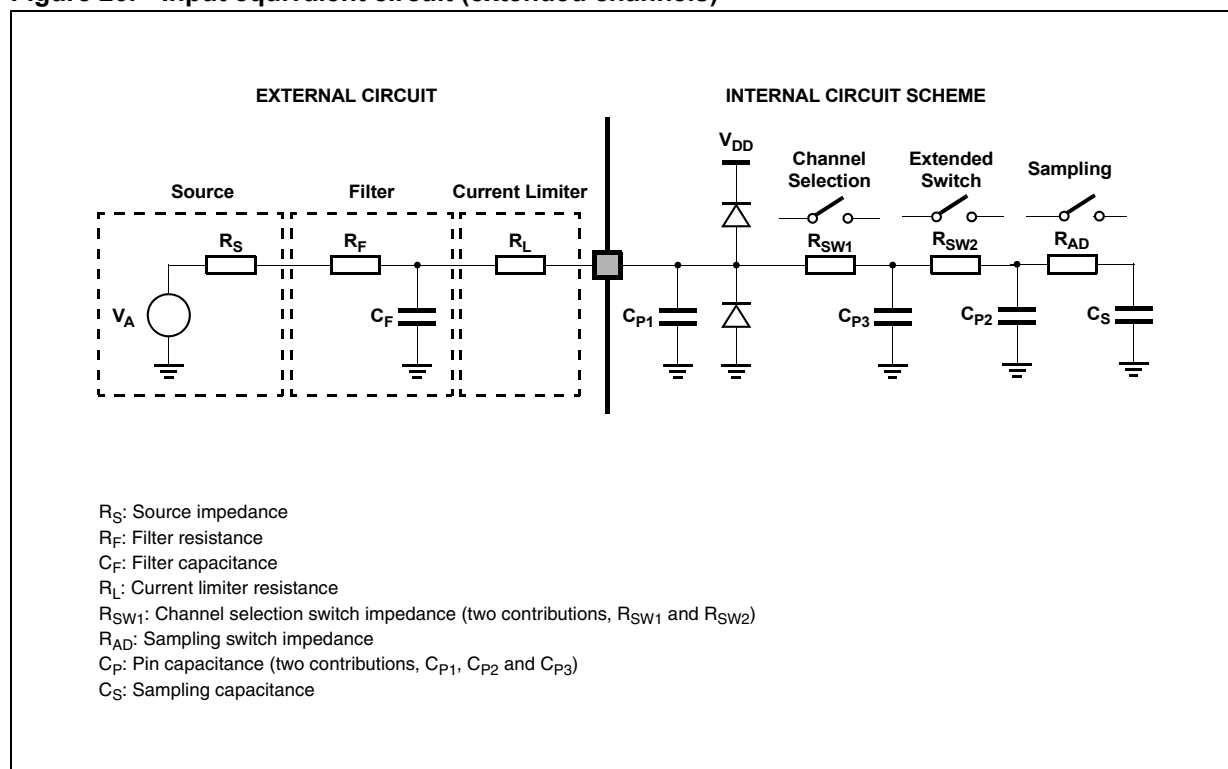 Figure 20. Input equivalent circuit (extended channels)
EXTERNAL CIRCUIT
INTERNAL CIRCUIT SCHEME
VDD
Channel
Selection
Extended
Switch
Sampling
Source
Filter
Current Limiter
RS
RF
RL
RSW1
RSW2
RAD
VA
CF
CP1
CP3
CP2
CS
RS: Source impedance
RF: Filter resistance
CF: Filter capacitance
RL: Current limiter resistance
RSW1: Channel selection switch impedance (two contributions, RSW1 and RSW2)
RAD: Sampling switch impedance
CP: Pin capacitance (two contributions, CP1, CP2 and CP3)
CS: Sampling capacitance